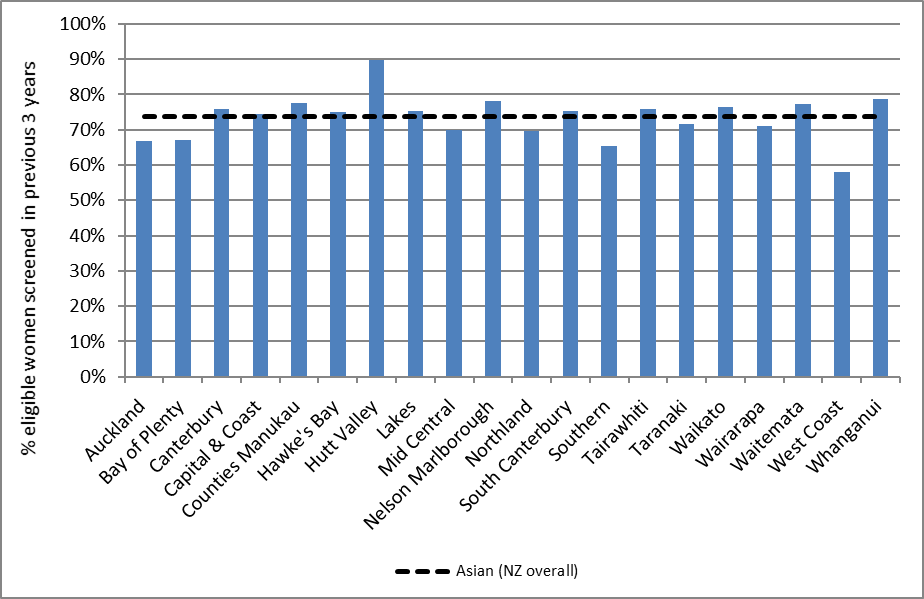 % eligible women screened in previous 3 years
100%
90%
80%
70%
60%
50%
40%
30%
20%
10%
0%
Auckland
Bay of Plenty
Canterbury
Capital & Coast
Counties Manukau
Hawke's Bay
Hutt Valley
Lakes
Mid Central
Nelson Marlborough
Northland
South Canterbury
Southern
Tairawhiti
Taranaki
Waikato
Wairarapa
Waitemata
West Coast
Whanganui
Asian (NZ overall)